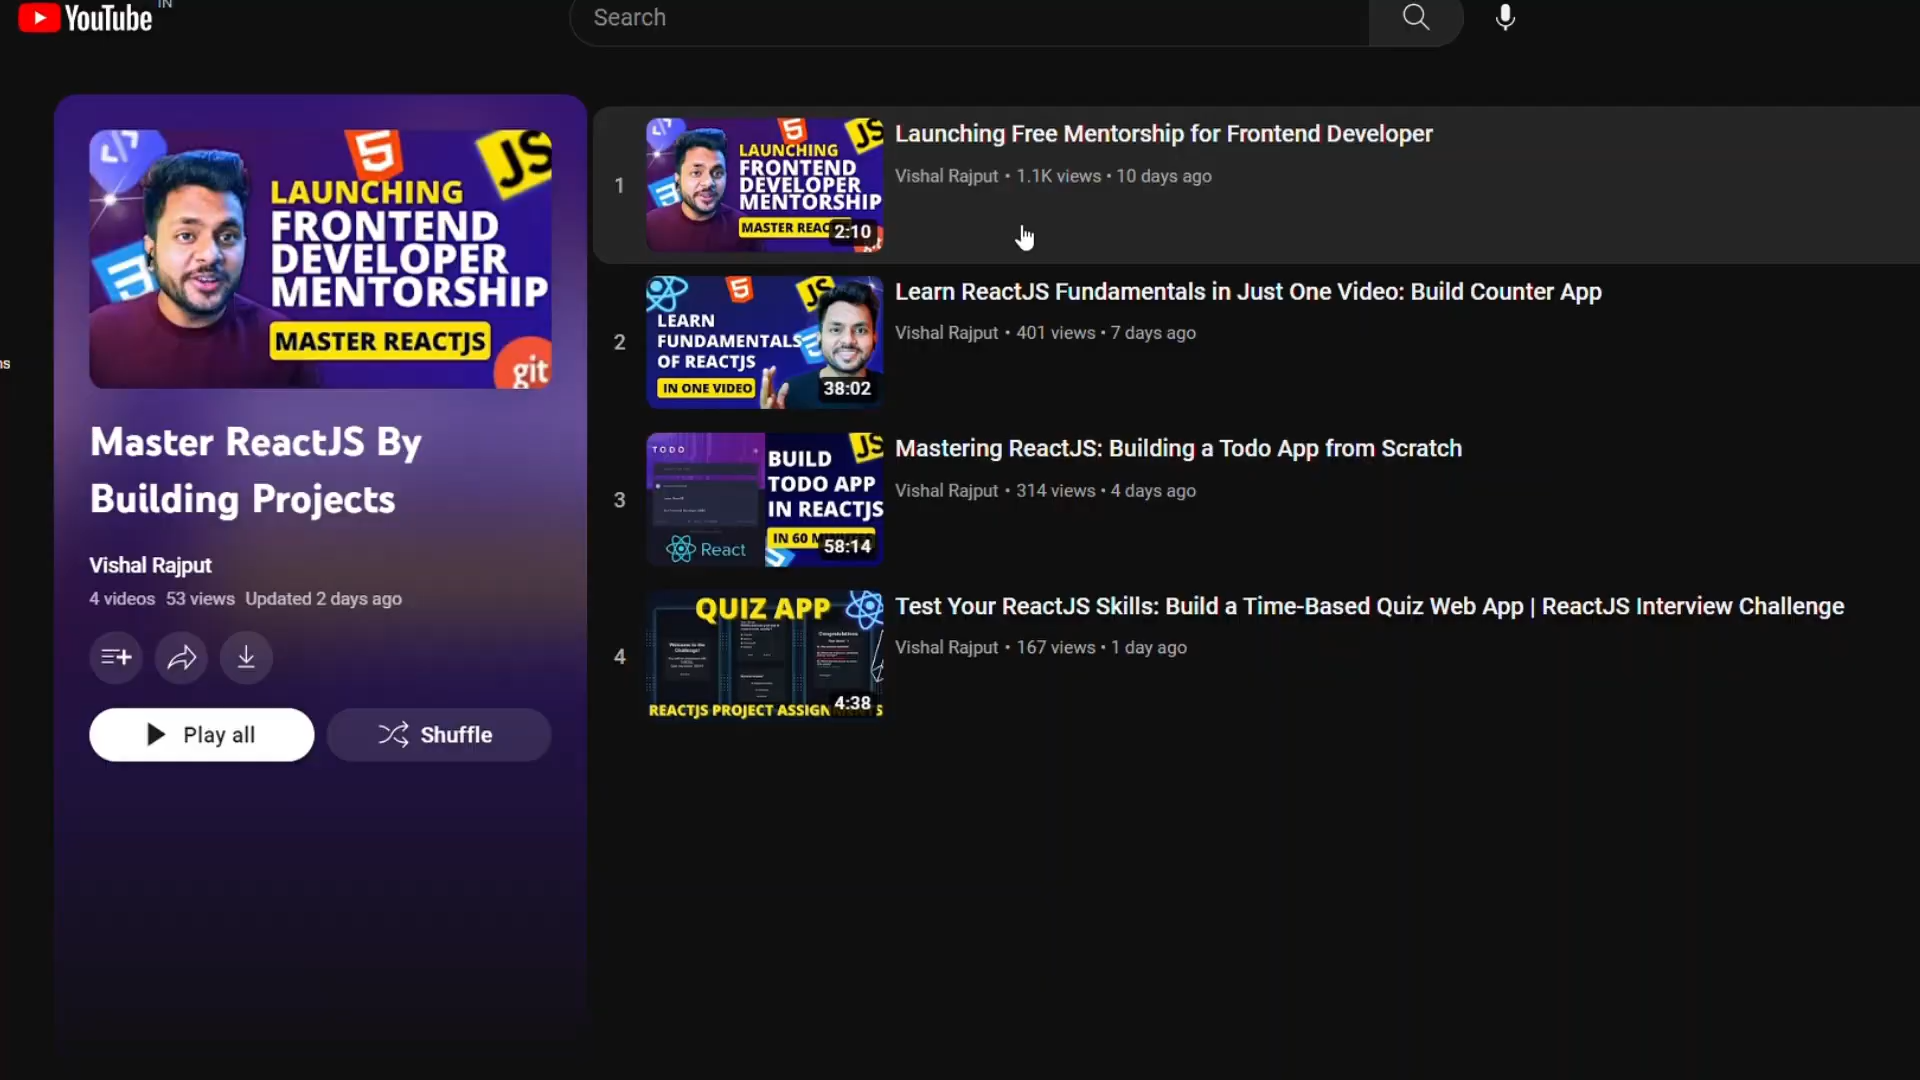 YouTube
IN
Search
LAUNCHING
FRONTEND
DEVELOPER
MENTORSHIP
MASTER REACTJS
JS
git
Master ReactJS By
Building Projects
Vishal Rajput
4 videos 53 views Updated 2 days ago
Play all
Shuffle
1
LAUNCHING
FRONTEND
DEVELOPER
MENTORSHIP
JS
2:10
Launching Free Mentorship for Frontend Developer
Vishal Rajput • 1.1K views • 10 days ago
2
LEARN
FUNDAMENTALS
OF REACTJS
IN ONE VIDEO
38:02
Learn ReactJS Fundamentals in Just One Video: Build Counter App
Vishal Rajput • 401 views • 7 days ago
3
TODO
BUILD
TODO APP
IN REACTJS
JS
React
58:14
Mastering ReactJS: Building a Todo App from Scratch
Vishal Rajput • 314 views • 4 days ago
4
QUIZ APP
4:38
Test Your ReactJS Skills: Build a Time-Based Quiz Web App | ReactJS Interview Challenge
Vishal Rajput • 167 views • 1 day ago